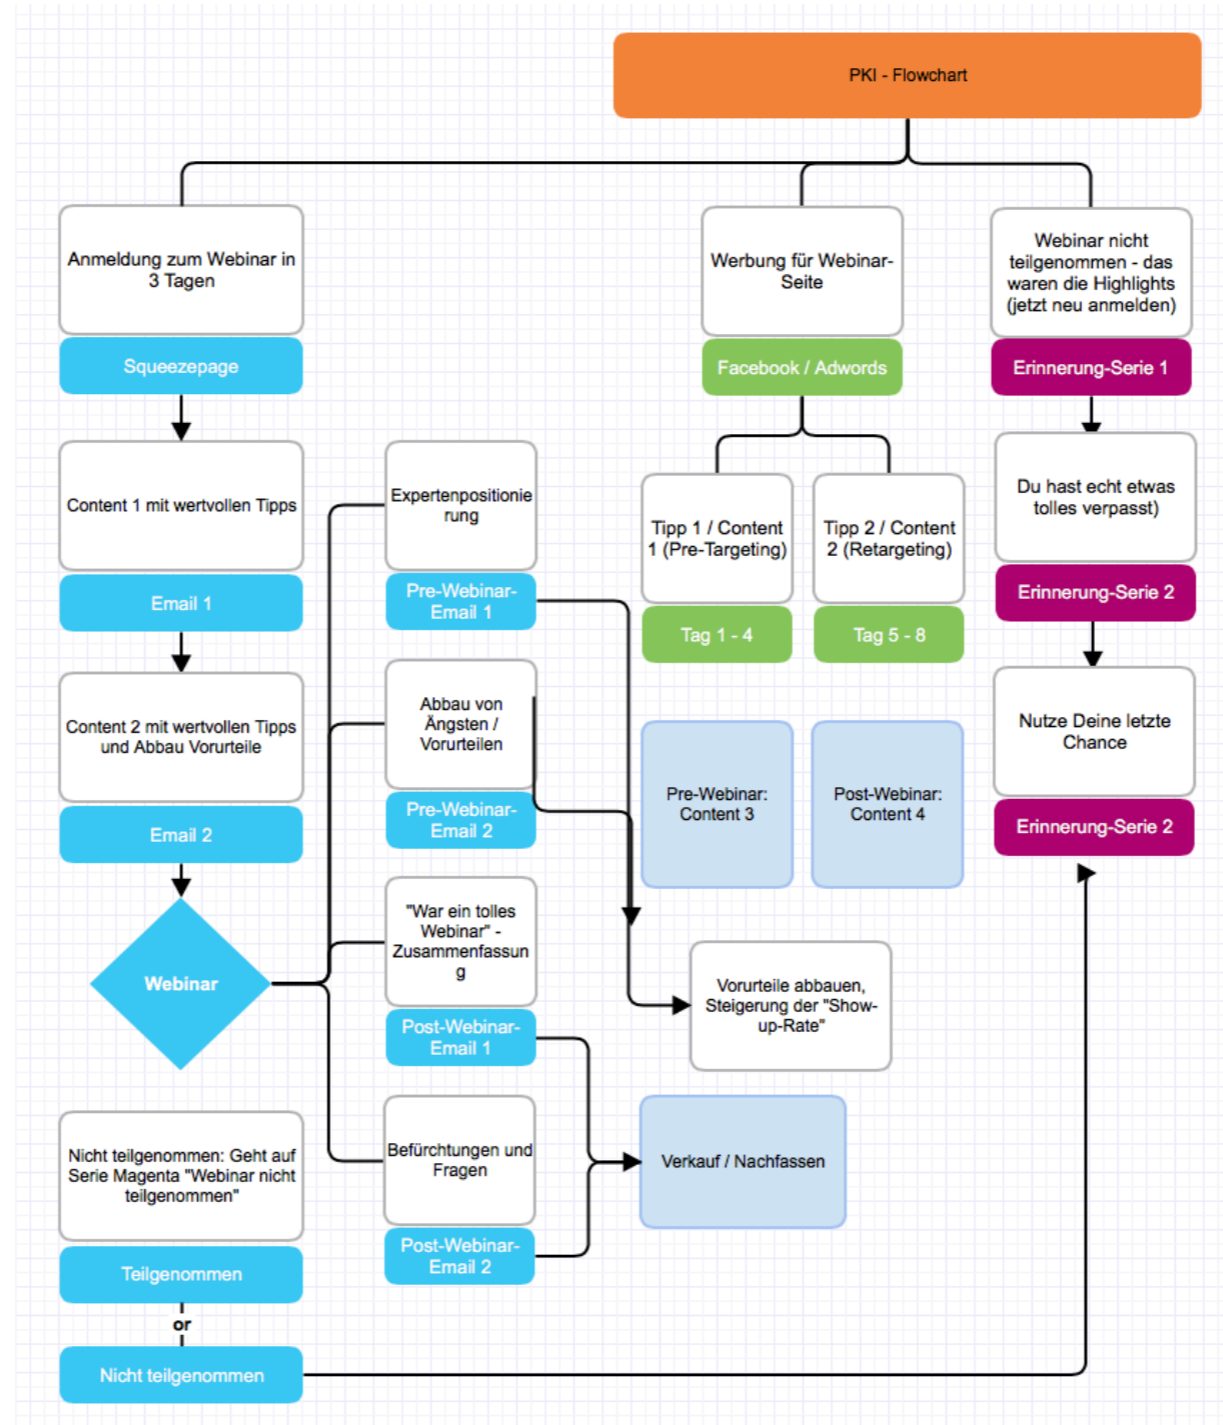 PKI - Flowchart
Anmeldung zum Webinar in
3 Tagen
Squeezepage
Content 1 mit wertvollen Tipps
Email 1
Content 2 mit wertvollen Tipps
und Abbau Vorurteile
Email 2
Webinar
Nicht teilgenommen: Geht auf
Serie Magenta "Webinar nicht
teilgenommen"
Teilgenommen
or
Nicht teilgenommen
Expertenpositionie
rung
Pre-Webinar-
Email 1
Abbau von
Ängsten /
Vorurteilen
Pre-Webinar-
Email 2
"War ein tolles
Webinar" -
Zusammenfassun
g
Post-Webinar-
Email 1
Befürchtungen und
Fragen
Post-Webinar-
Email 2
Werbung für Webinar-
Seite
Facebook / Adwords
Tipp 1 / Content
1 (Pre-Targeting)
Tag 1 - 4
Tipp 2 / Content
2 (Retargeting)
Tag 5 - 8
Pre-Webinar:
Content 3
Post-Webinar:
Content 4
Vorurteile abbauen,
Steigerung der "Show-
up-Rate"
Verkauf / Nachfassen
Webinar nicht
teilgenommen - das
waren die Highlights
(jetzt neu anmelden)
Erinnerung-Serie 1
Du hast echt etwas
tolles verpasst)
Erinnerung-Serie 2
Nutze Deine letzte
Chance
Erinnerung-Serie 2